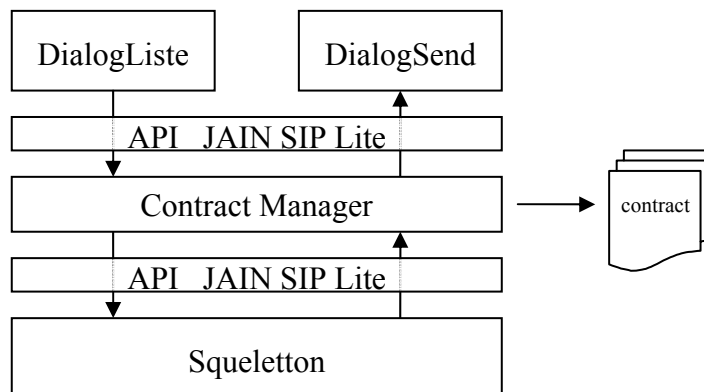 DialogListe
DialogSend
API JAIN SIP Lite
Contract Manager
contract
API JAIN SIP Lite
Squeletton